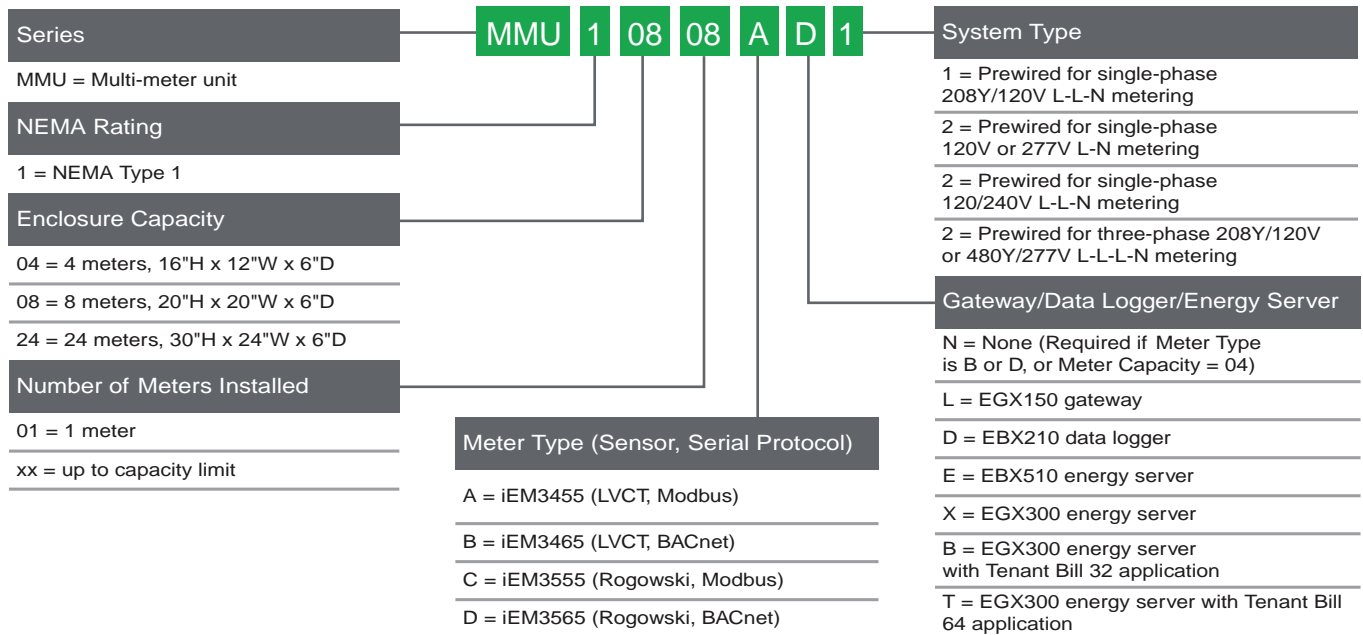 MMU 1 08 08 A D 1
Series
MMU = Multi-meter unit
NEMA Rating
1 = NEMA Type 1
Enclosure Capacity
04 = 4 meters, 16"H x 12"W x 6"D
08 = 8 meters, 20"H x 20"W x 6"D
24 = 24 meters, 30"H x 24"W x 6"D
Number of Meters Installed
01 = 1 meter
xx = up to capacity limit
Meter Type (Sensor, Serial Protocol)
A = iEM3455 (LVCT, Modbus)
B = iEM3465 (LVCT, BACnet)
C = iEM3555 (Rogowski, Modbus)
D = iEM3565 (Rogowski, BACnet)
System Type
1 = Prewired for single-phase
208Y/120V L-L-N metering
2 = Prewired for single-phase
120V or 277V L-N metering
2 = Prewired for single-phase
120/240V L-L-N metering
2 = Prewired for three-phase 208Y/120V
or 480Y/277V L-L-L-N metering
Gateway/Data Logger/Energy Server
N = None (Required if Meter Type
is B or D, or Meter Capacity = 04)
L = EGX150 gateway
D = EBX210 data logger
E = EBX510 energy server
X = EGX300 energy server
B = EGX300 energy server
with Tenant Bill 32 application
T = EGX300 energy server with Tenant Bill
64 application